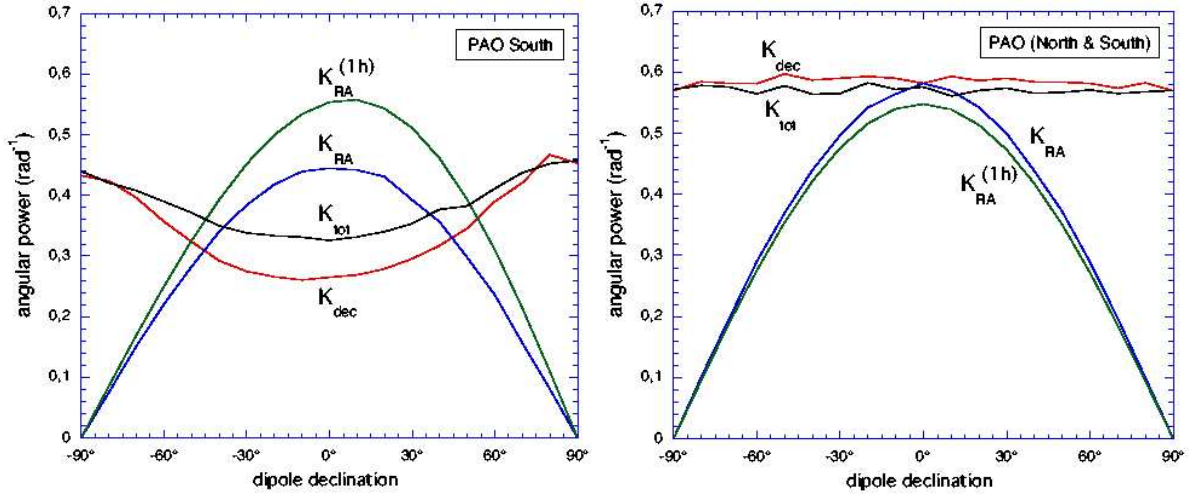 PAO South
angular power (rad⁻¹)
0,7
0,6
0,5
0,4
0,3
0,2
0,1
0
K_RA^(1h)
K_RA
K_tot
K_dec
-90° -60° -30° 0° 30° 60° 90°
dipole declination
PAO (North & South)
angular power (rad⁻¹)
0,7
0,6
0,5
0,4
0,3
0,2
0,1
0
K_dec
K_tot
K_RA
K_RA^(1h)
-90° -60° -30° 0° 30° 60° 90°
dipole declination